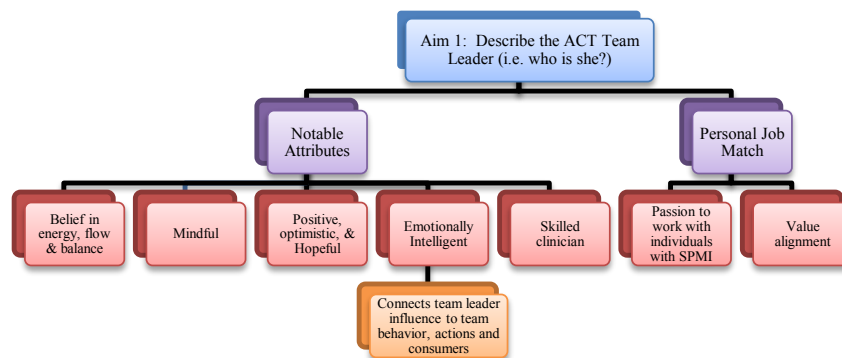 Aim 1:  Describe the ACT Team
Leader (i.e. who is she?)
Notable
Attributes
Personal Job
Match
Belief in
energy, flow
& balance
Mindful
Positive,
optimistic, &
Hopeful
Emotionally
Intelligent
Skilled
clinician
Passion to
work with
individuals
with SPMI
Value
alignment
Connects team leader
influence to team
behavior, actions and
consumers